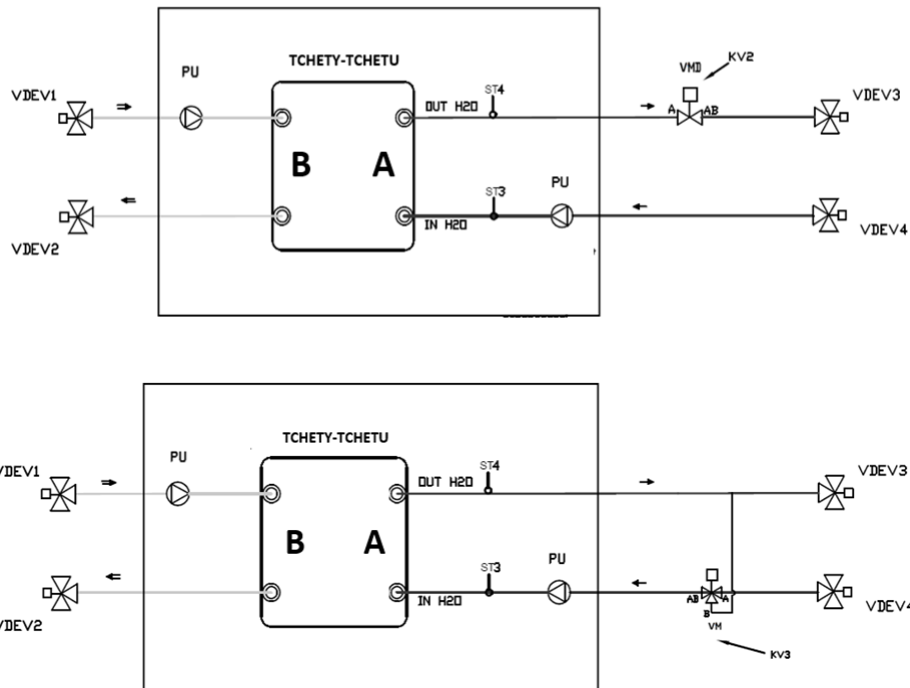 TCHETY-TCHETU
PU
VDEV1
B
A
OUT H2O
ST4
VMD
KV2
A
AB
VDEV3
VDEV2
IN H2O
ST3
PU
VDEV4
TCHETY-TCHETU
PU
VDEV1
B
A
OUT H2O
ST4
VDEV3
VDEV2
IN H2O
ST3
PU
AB
A
B
VM
KV3
VDEV4